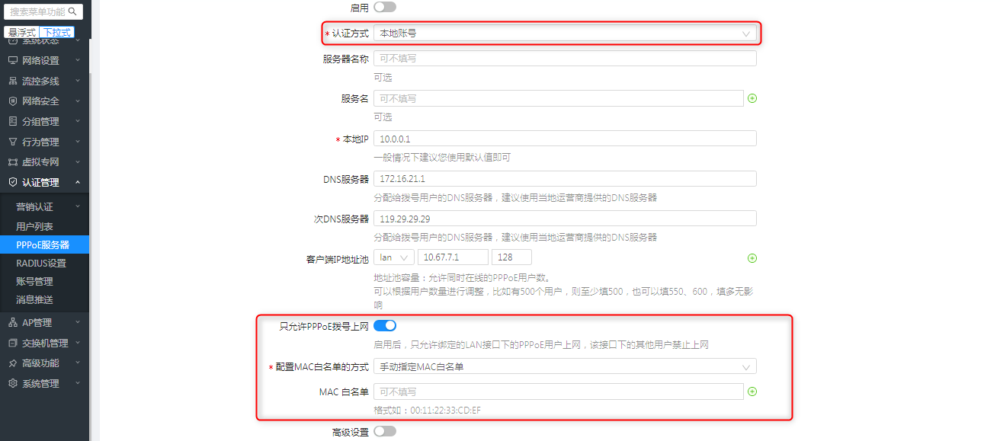 搜索菜单功能
悬浮式 下拉式
系统状态
网络设置
流控多线
网络安全
分组管理
行为管理
虚拟专网
认证管理
营销认证
用户列表
PPPoE服务器
RADIUS设置
账号管理
消息推送
AP管理
交换机管理
高级功能
系统管理
启用
* 认证方式 本地账号
服务器名称 可不填写
可选
服务名 可不填写
可选
* 本地IP 10.0.0.1
一般情况下建议您使用默认值即可
DNS服务器 172.16.21.1
分配给拨号用户的DNS服务器，建议使用当地运营商提供的DNS服务器
次DNS服务器 119.29.29.29
分配给拨号用户的DNS服务器，建议使用当地运营商提供的DNS服务器
客户端IP地址池 lan 10.67.7.1 128
地址池容量：允许同时在线的PPPoE用户数。
可以根据用户数量进行调整，比如有500个用户，则至少填500，也可以填550、600，填多无影
响
只允许PPPoE拨号上网
启用后，只允许绑定的LAN接口下的PPPoE用户上网，该接口下的其他用户禁止上网
* 配置MAC白名单的方式 手动指定MAC白名单
MAC 白名单 可不填写
格式如：00:11:22:33:CD:EF
高级设置